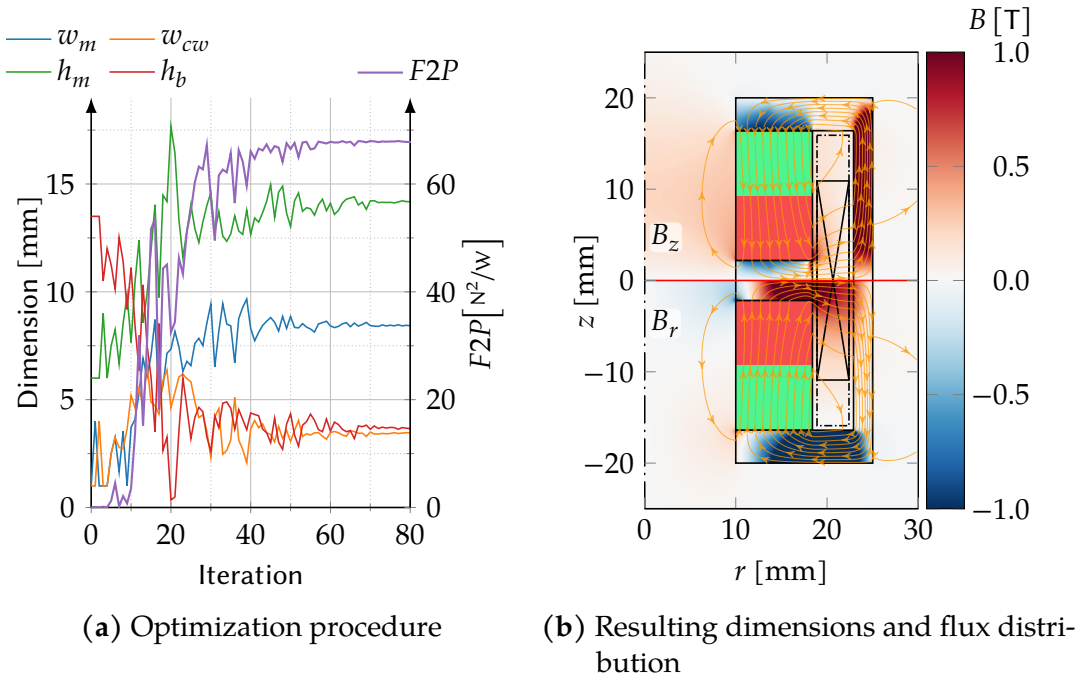 w_m
w_cw
h_m
h_b
F2P
15
10
5
0
Dimension [mm]
60
40
20
0
F2P[N²/W]
0
20
40
60
80
Iteration
(a) Optimization procedure
B [T]
1.0
0.5
0.0
−0.5
−1.0
20
10
0
−10
−20
z [mm]
B_z
B_r
0
10
20
30
r [mm]
(b) Resulting dimensions and flux distri-
bution